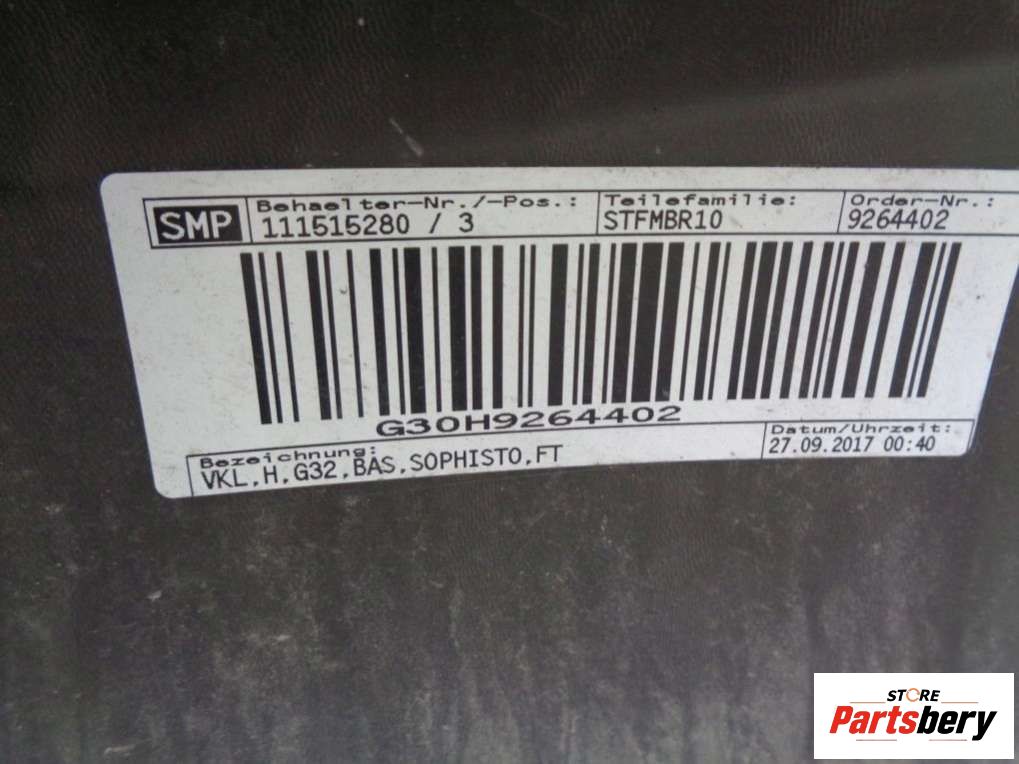 SMP
Behaelter-Nr./-Pos.:
111515280 / 3
Teilefamilie:
STFMBR10
Order-Nr.:
9264402
G30H9264402
Bezeichnung:
VKL,H,G32,BAS,SOPHISTO,FT
Datum/Uhrzeit:
27.09.2017 00:40
STORE
Partsbery